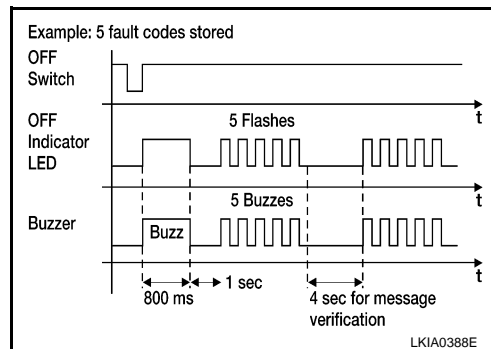 Example: 5 fault codes stored
OFF
Switch
t
OFF
Indicator
LED
5 Flashes
t
5 Buzzes
Buzzer
Buzz
t
1 sec
800 ms
4 sec for message
verification
LKIA0388E